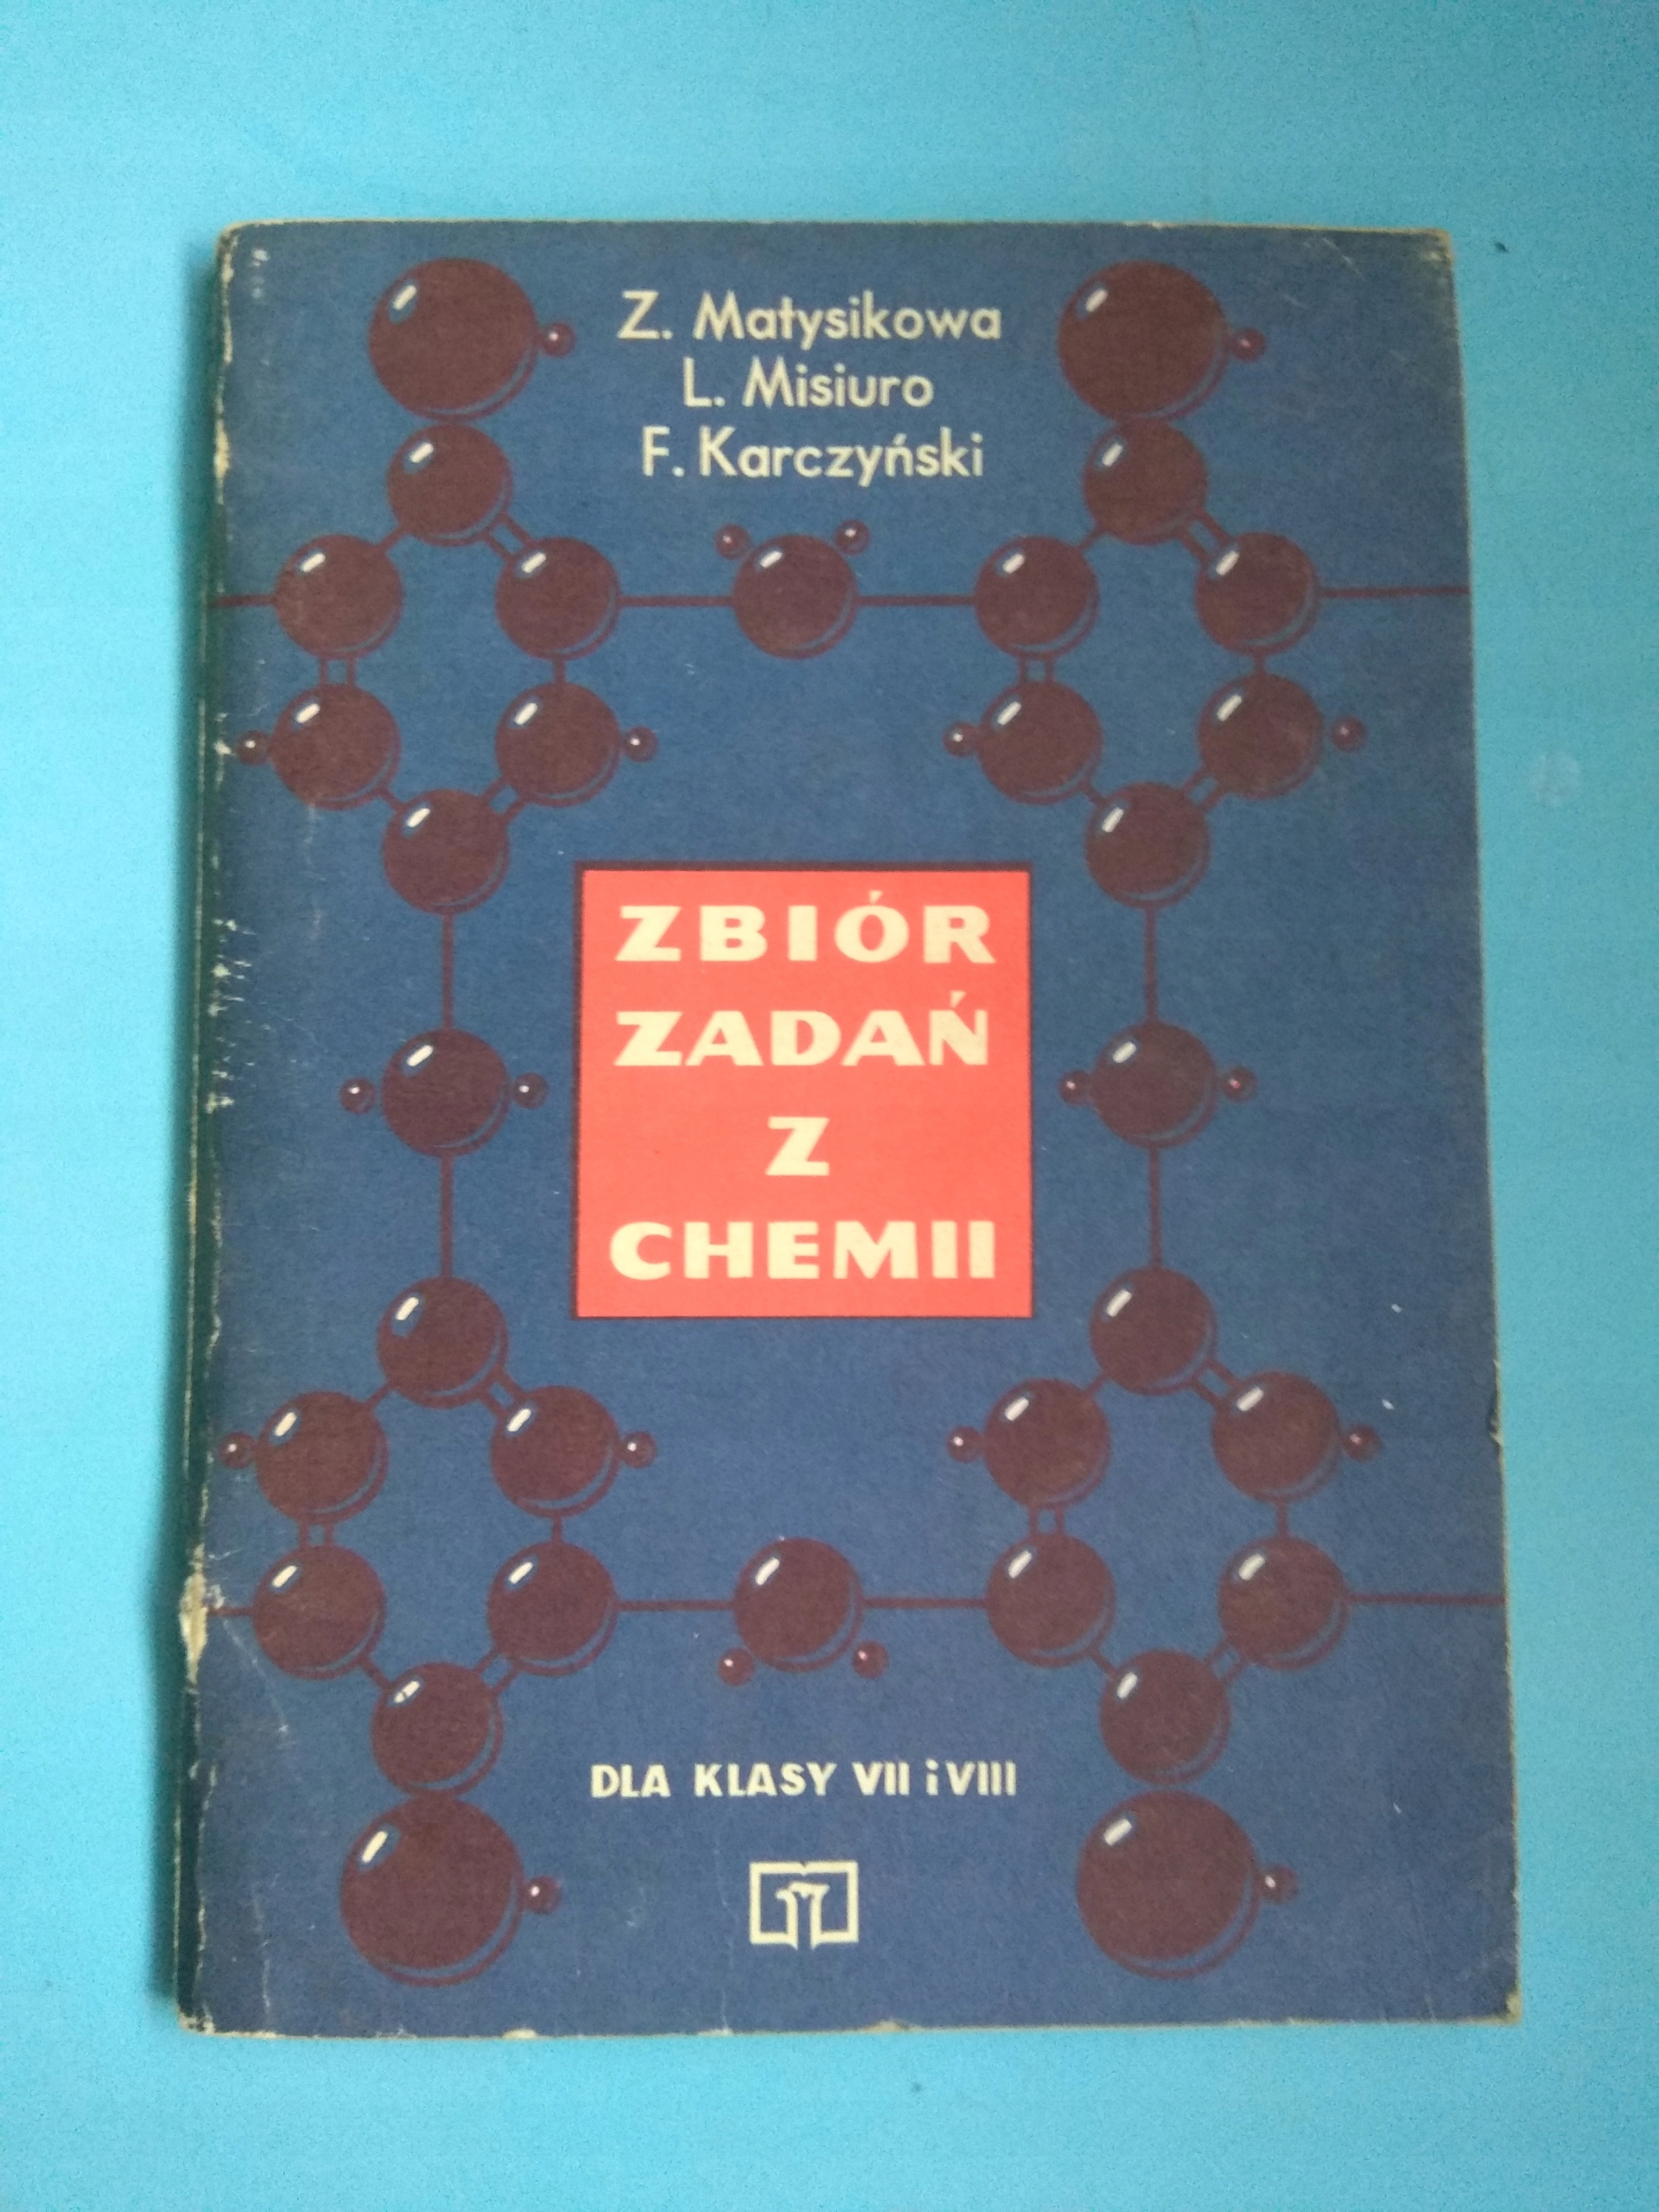 Z. Matysikowa
L. Misiuro
F. Karczyński
ZBIÓR
ZADAŃ
Z
CHEMII
DLA KLASY VII i VIII